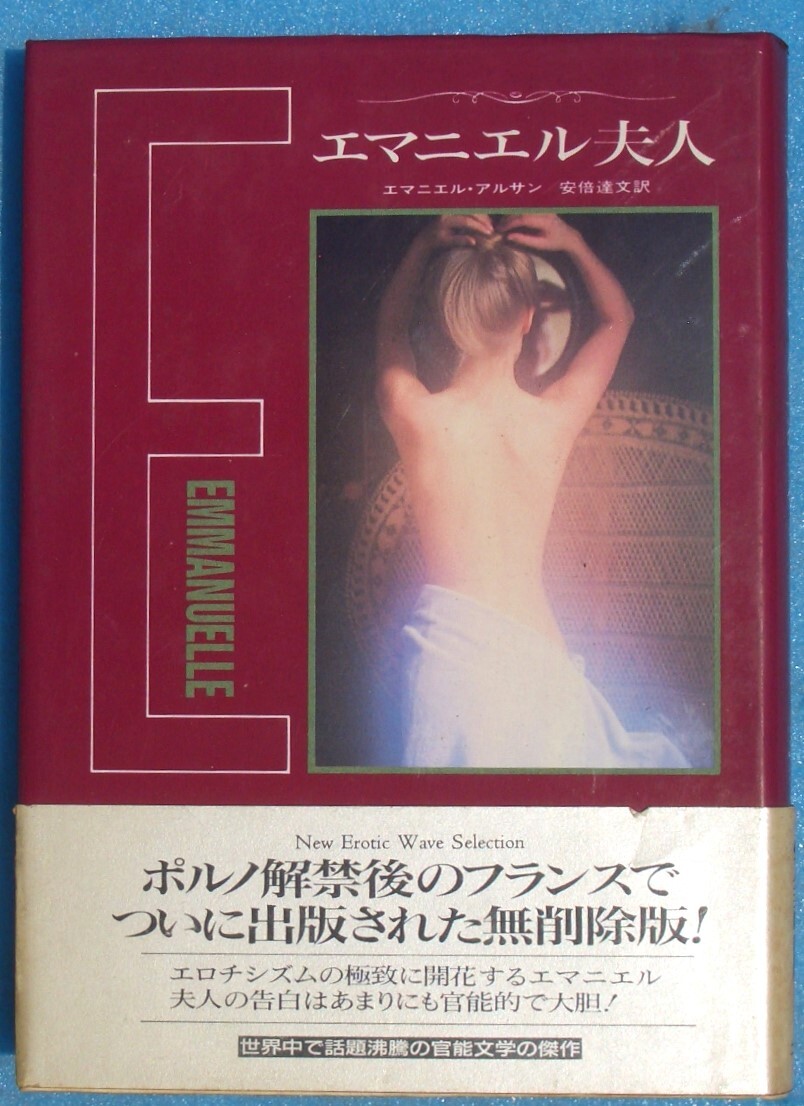 エマニエル夫人
エマニエル・アルサン 安倍達文訳
EMMANUELLE
New Erotic Wave Selection
ポルノ解禁後のフランスで
ついに出版された無削除版!
エロチシズムの極致に開花するエマニエル
夫人の告白はあまりにも官能的で大胆!
世界中で話題沸騰の官能文学の傑作